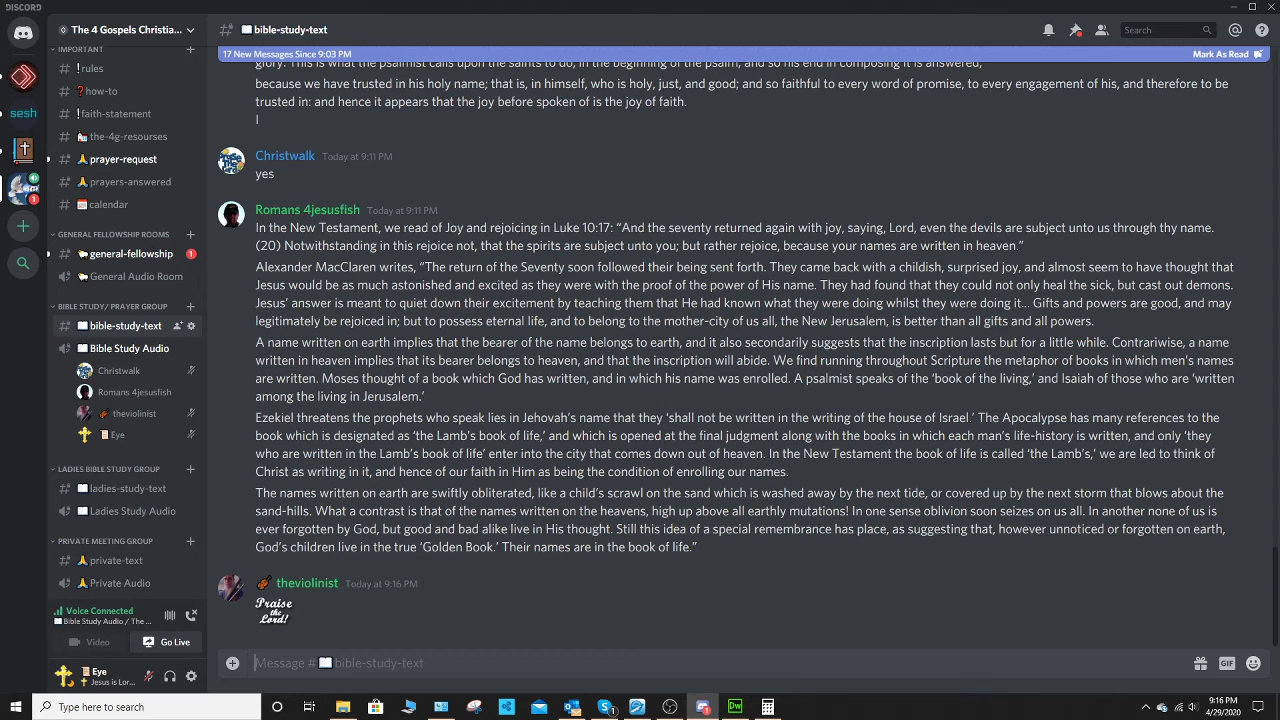 DISCORD
The 4 Gospels Christia...
bible-study-text
Search
17 New Messages Since 9:03 PM
Mark As Read
IMPORTANT
!rules
how-to
!faith-statement
the-4g-resourses
prayer-request
prayers-answered
calendar
GENERAL FELLOWSHIP ROOMS
general-fellowship
1
General Audio Room
BIBLE STUDY/ PRAYER GROUP
bible-study-text
Bible Study Audio
Christwalk
Romans 4jesusfish
theviolinist
Eye
LADIES BIBLE STUDY GROUP
ladies-study-text
Ladies Study Audio
PRIVATE MEETING GROUP
private-text
Private Audio
Voice Connected
Bible Study Audio / The ...
Video
Go Live
Eye
Jesus is Lor...
sesh
1
glory. This is what the psalmist calls upon the saints to do, in the beginning of the psalm, and so his end in composing it is answered;
because we have trusted in his holy name; that is, in himself, who is holy, just, and good; and so faithful to every word of promise, to every engagement of his, and therefore to be
trusted in: and hence it appears that the joy before spoken of is the joy of faith.
I
Christwalk Today at 9:11 PM
yes
Romans 4jesusfish Today at 9:11 PM
In the New Testament, we read of Joy and rejoicing in Luke 10:17: “And the seventy returned again with joy, saying, Lord, even the devils are subject unto us through thy name.
(20) Notwithstanding in this rejoice not, that the spirits are subject unto you; but rather rejoice, because your names are written in heaven.”
Alexander MacClaren writes, “The return of the Seventy soon followed their being sent forth. They came back with a childish, surprised joy, and almost seem to have thought that
Jesus would be as much astonished and excited as they were with the proof of the power of His name. They had found that they could not only heal the sick, but cast out demons.
Jesus’ answer is meant to quiet down their excitement by teaching them that He had known what they were doing whilst they were doing it... Gifts and powers are good, and may
legitimately be rejoiced in; but to possess eternal life, and to belong to the mother-city of us all, the New Jerusalem, is better than all gifts and all powers.
A name written on earth implies that the bearer of the name belongs to earth, and it also secondarily suggests that the inscription lasts but for a little while. Contrariwise, a name
written in heaven implies that its bearer belongs to heaven, and that the inscription will abide. We find running throughout Scripture the metaphor of books in which men’s names
are written. Moses thought of a book which God has written, and in which his name was enrolled. A psalmist speaks of the ‘book of the living,’ and Isaiah of those who are ‘written
among the living in Jerusalem.’
Ezekiel threatens the prophets who speak lies in Jehovah’s name that they ‘shall not be written in the writing of the house of Israel.’ The Apocalypse has many references to the
book which is designated as ‘the Lamb’s book of life,’ and which is opened at the final judgment along with the books in which each man’s life-history is written, and only ‘they
who are written in the Lamb’s book of life’ enter into the city that comes down out of heaven. In the New Testament the book of life is called ‘the Lamb’s,’ we are led to think of
Christ as writing in it, and hence of our faith in Him as being the condition of enrolling our names.
The names written on earth are swiftly obliterated, like a child’s scrawl on the sand which is washed away by the next tide, or covered up by the next storm that blows about the
sand-hills. What a contrast is that of the names written on the heavens, high up above all earthly mutations! In one sense oblivion soon seizes on us all. In another none of us is
ever forgotten by God, but good and bad alike live in His thought. Still this idea of a special remembrance has place, as suggesting that, however unnoticed or forgotten on earth,
God’s children live in the true ‘Golden Book.’ Their names are in the book of life.”
theviolinist Today at 9:16 PM
Praise
the
Lord!
Message # bible-study-text
GIF
Type here to search
Dw
9:16 PM
4/29/2020